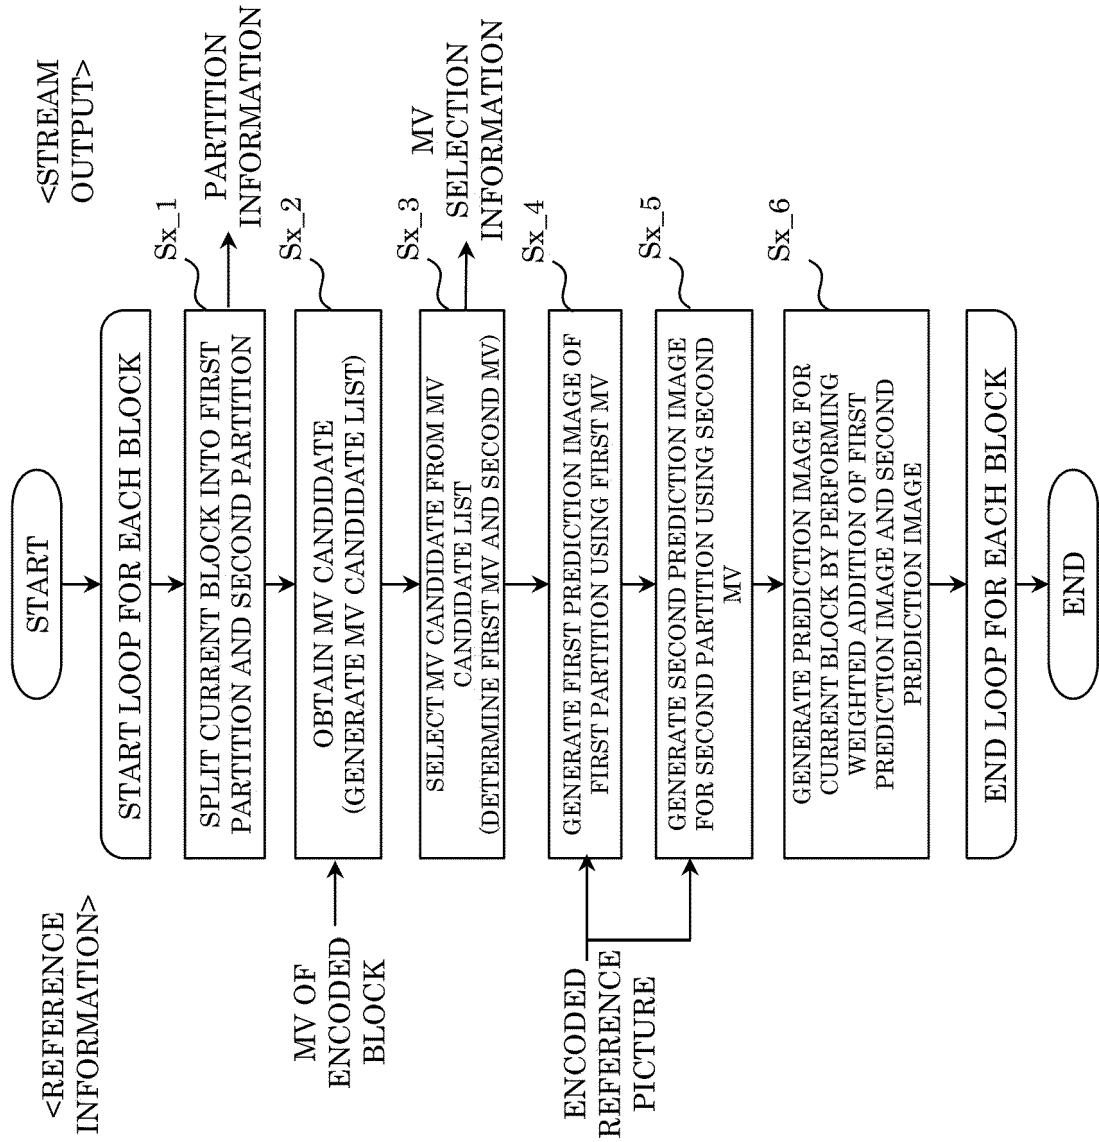 <REFERENCE
INFORMATION>
<STREAM
OUTPUT>
START
START LOOP FOR EACH BLOCK
Sx_1
SPLIT CURRENT BLOCK INTO FIRST
PARTITION AND SECOND PARTITION
PARTITION
INFORMATION
Sx_2
MV OF
ENCODED
BLOCK
OBTAIN MV CANDIDATE
(GENERATE MV CANDIDATE LIST)
Sx_3
SELECT MV CANDIDATE FROM MV
CANDIDATE LIST
(DETERMINE FIRST MV AND SECOND MV)
MV
SELECTION
INFORMATION
Sx_4
ENCODED
REFERENCE
PICTURE
GENERATE FIRST PREDICTION IMAGE OF
FIRST PARTITION USING FIRST MV
Sx_5
GENERATE SECOND PREDICTION IMAGE
FOR SECOND PARTITION USING SECOND
MV
Sx_6
GENERATE PREDICTION IMAGE FOR
CURRENT BLOCK BY PERFORMING
WEIGHTED ADDITION OF FIRST
PREDICTION IMAGE AND SECOND
PREDICTION IMAGE
END LOOP FOR EACH BLOCK
END